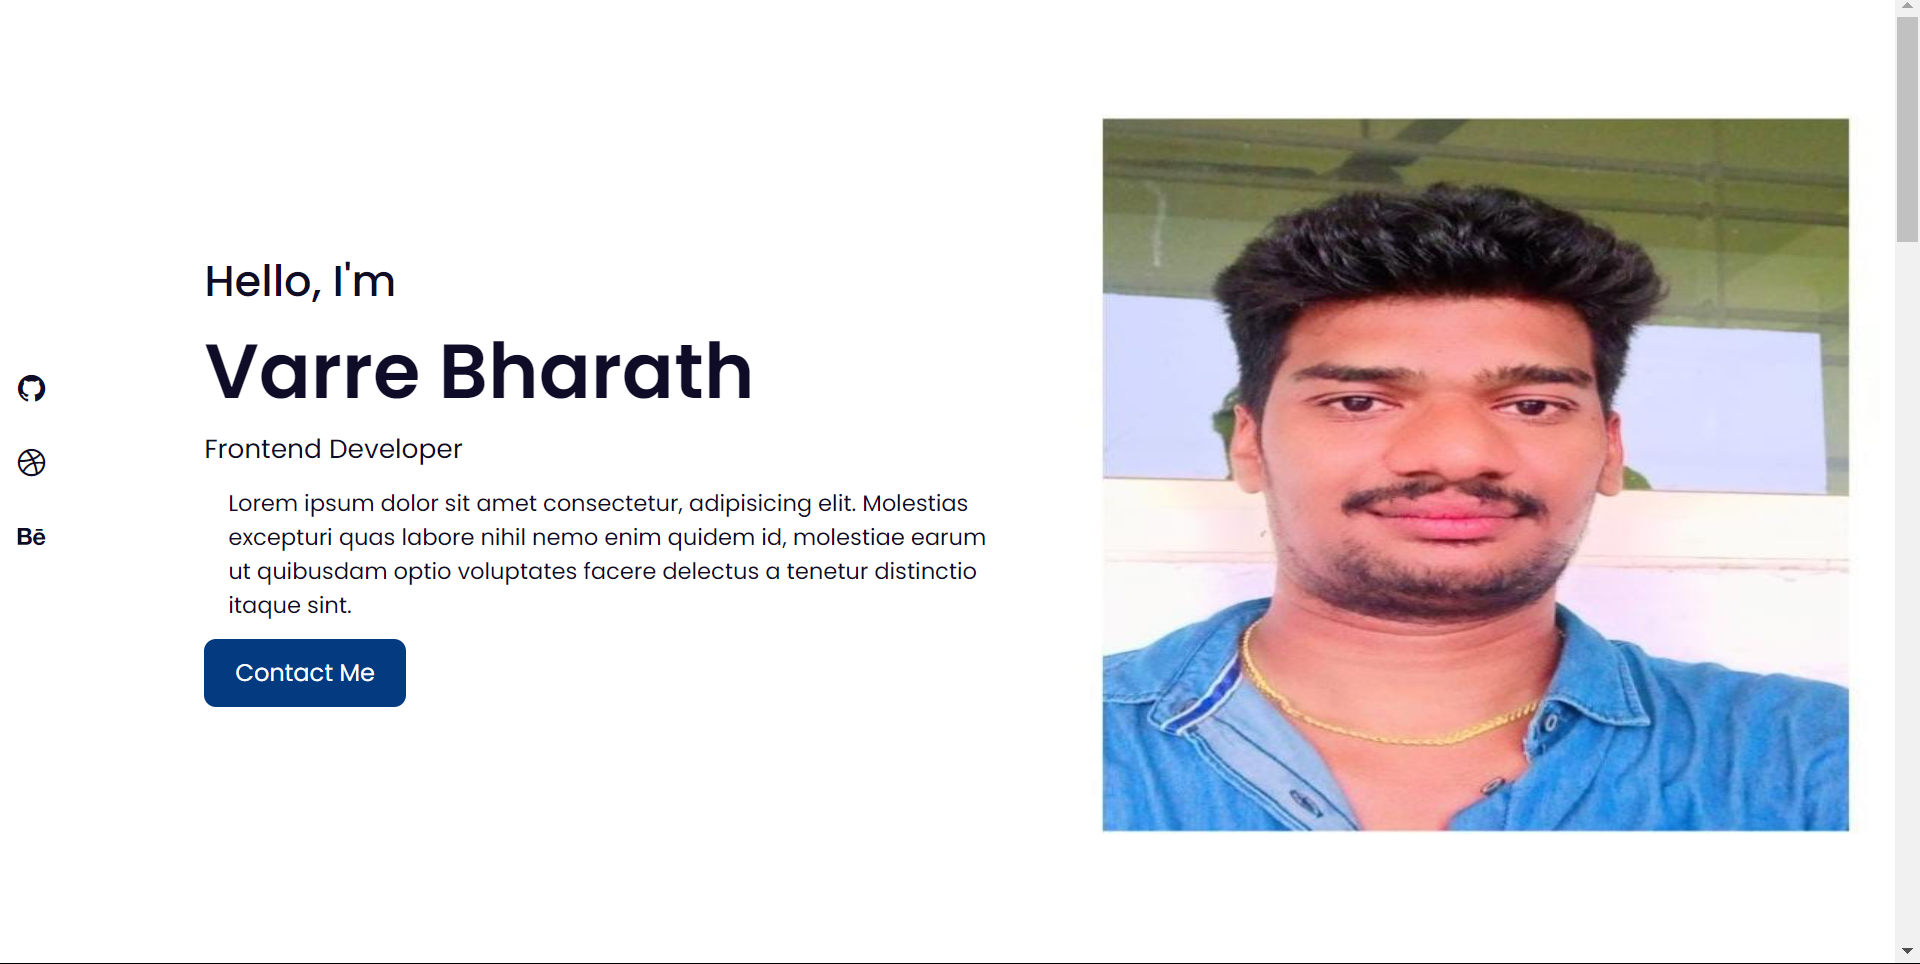 Hello, I'm
Varre Bharath
Frontend Developer
Lorem ipsum dolor sit amet consectetur, adipisicing elit. Molestias
excepturi quas labore nihil nemo enim quidem id, molestiae earum
ut quibusdam optio voluptates facere delectus a tenetur distinctio
itaque sint.
Contact Me
Bē